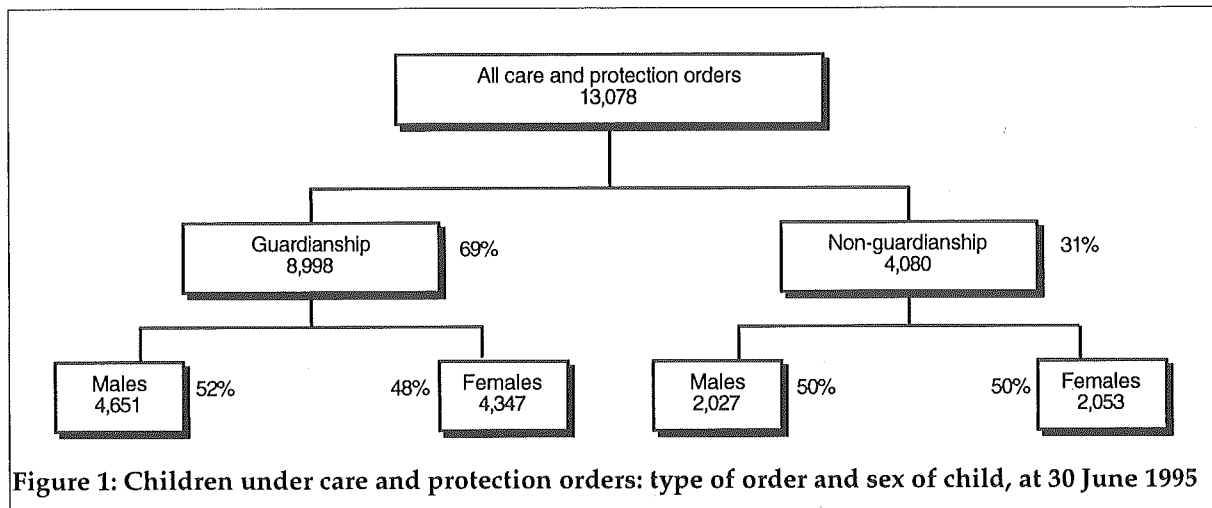 All care and protection orders
13,078
Guardianship
8,998
69%
Non-guardianship
4,080
31%
Males
4,651
52%
48%
Females
4,347
Males
2,027
50%
50%
Females
2,053
Figure 1: Children under care and protection orders: type of order and sex of child, at 30 June 1995